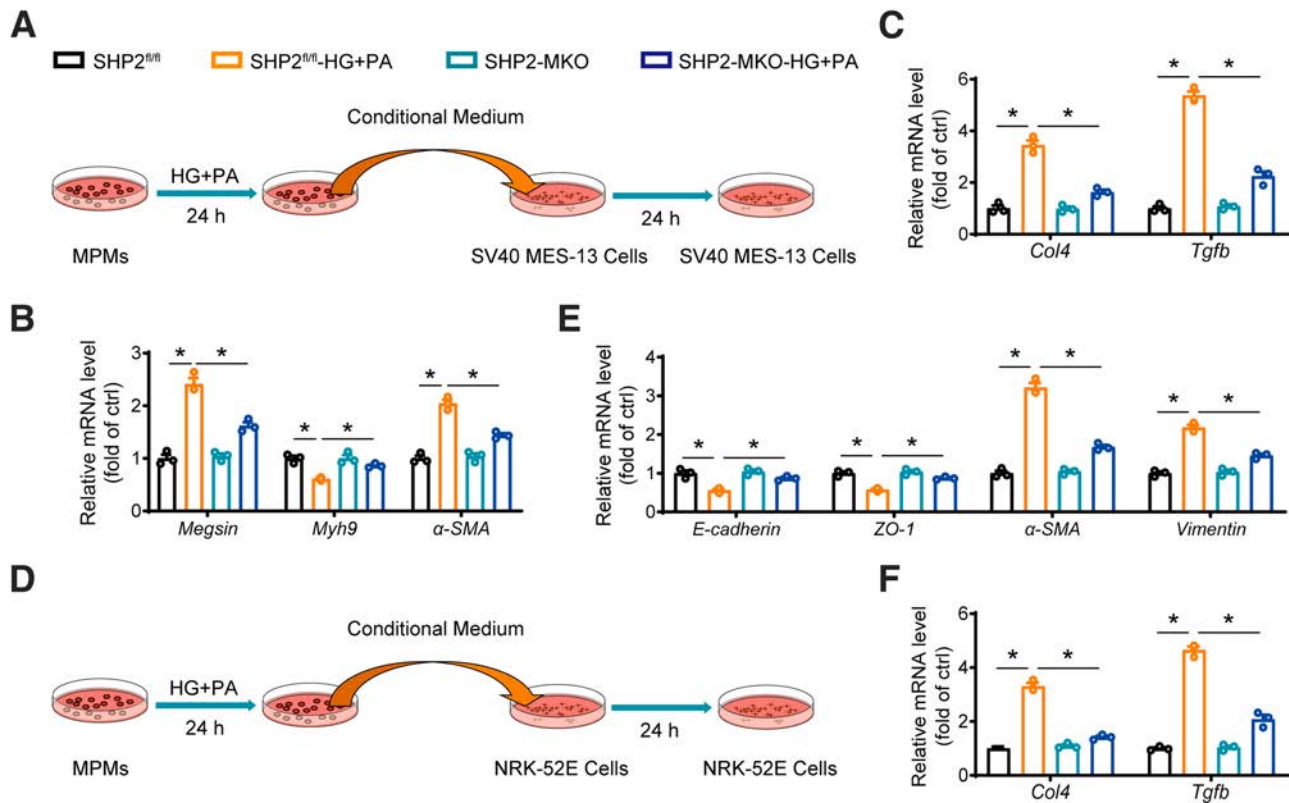 A
SHP2fl/fl
SHP2fl/fl-HG+PA
SHP2-MKO
SHP2-MKO-HG+PA
Conditional Medium
HG+PA
24 h
24 h
MPMs
SV40 MES-13 Cells
SV40 MES-13 Cells
C
Relative mRNA level
(fold of ctrl)
6
4
2
0
* *
* *
Col4
Tgfb
B
Relative mRNA level
(fold of ctrl)
3
2
1
0
* *
* *
* *
Megsin
Myh9
α-SMA
E
Relative mRNA level
(fold of ctrl)
4
3
2
1
0
* *
* *
* *
* *
E-cadherin
ZO-1
α-SMA
Vimentin
D
Conditional Medium
HG+PA
24 h
24 h
MPMs
NRK-52E Cells
NRK-52E Cells
F
Relative mRNA level
(fold of ctrl)
6
4
2
0
* *
* *
Col4
Tgfb